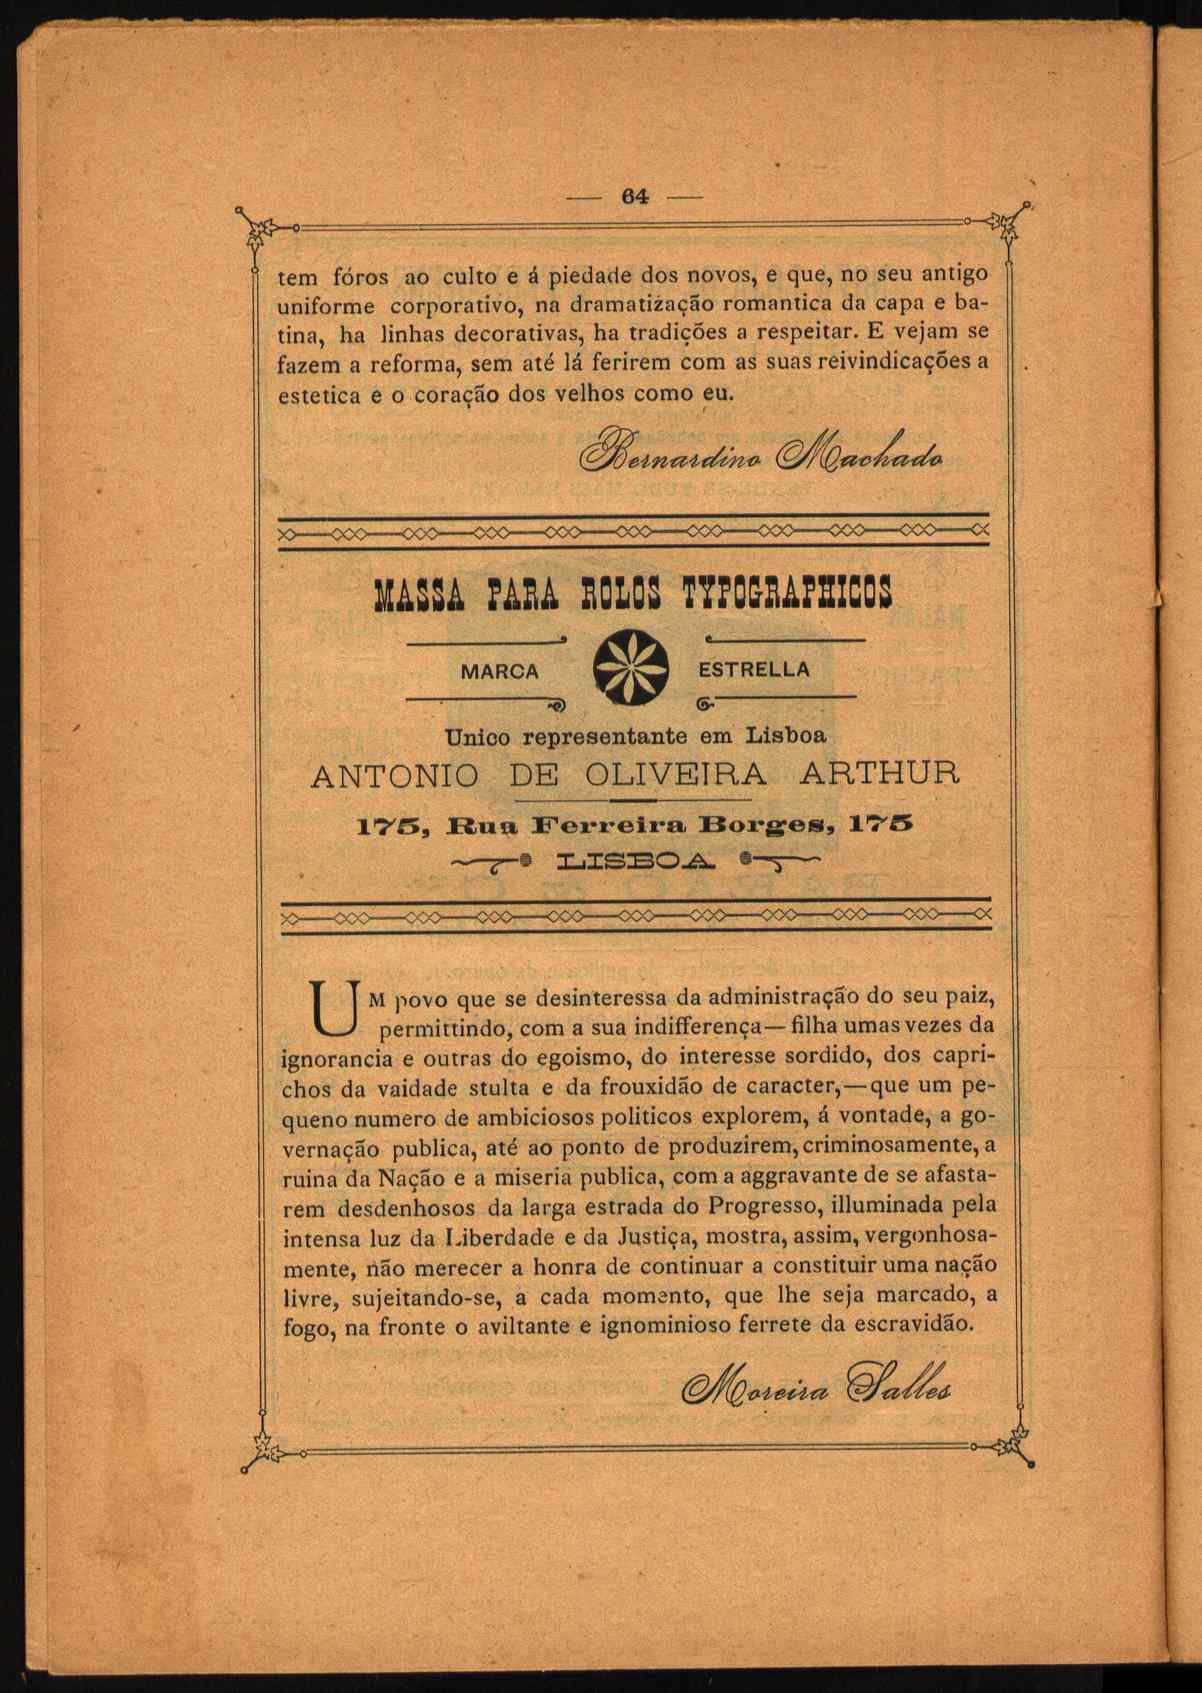 — 64 —
tem fóros ao culto e á piedade dos novos, e que, no seu antigo
uniforme corporativo, na dramatização romantica da capa e ba-
tina, ha linhas decorativas, ha tradições a respeitar. E vejam se
fazem a reforma, sem até lá ferirem com as suas reivindicações a
estetica e o coração dos velhos como eu.
Bernardino Machado
MASSA PARA ROLOS TYPOGRAPHICOS
MARCA ESTRELLA
Unico representante em Lisboa
ANTONIO DE OLIVEIRA ARTHUR
175, Rua Ferreira Borges, 175
LISBOA
UM povo que se desinteressa da administração do seu paiz,
permittindo, com a sua indifferença—filha umas vezes da
ignorancia e outras do egoismo, do interesse sordido, dos capri-
chos da vaidade stulta e da frouxidão de caracter,—que um pe-
queno numero de ambiciosos politicos explorem, á vontade, a go-
vernação publica, até ao ponto de produzirem, criminosamente, a
ruina da Nação e a miseria publica, com a aggravante de se afasta-
rem desdenhosos da larga estrada do Progresso, illuminada pela
intensa luz da Liberdade e da Justiça, mostra, assim, vergonhosa-
mente, não merecer a honra de continuar a constituir uma nação
livre, sujeitando-se, a cada momento, que lhe seja marcado, a
fogo, na fronte o aviltante e ignominioso ferrete da escravidão.
Moreira Salles